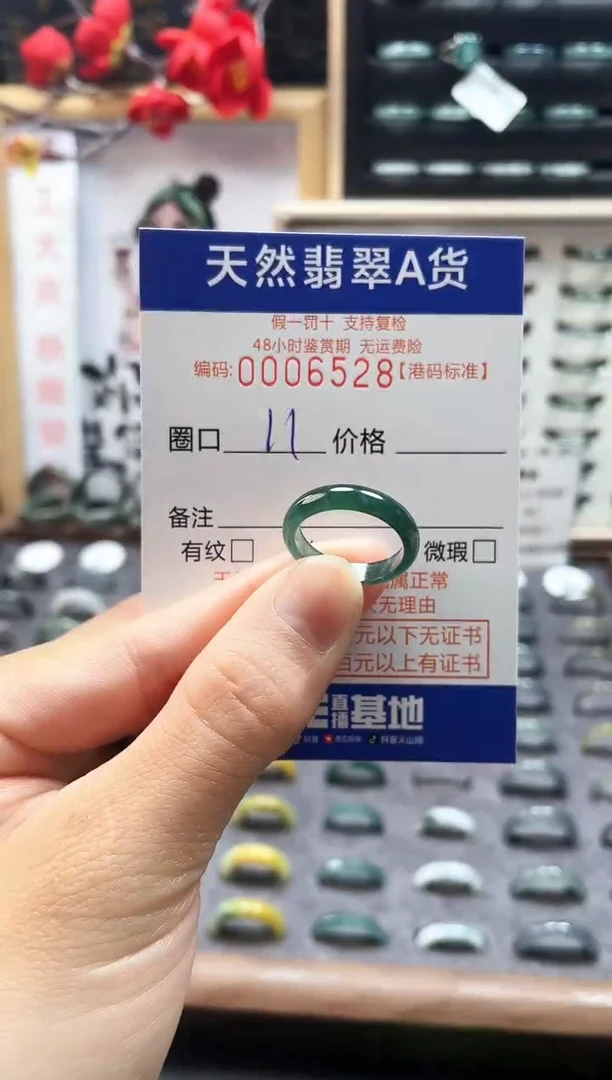 天然翡翠A货
假一罚十 支持复检
48小时鉴赏期 无运费险
编码:0006528【港码标准】
圈口 11 价格
备注
有纹□ 微瑕□
属正常
无理由
元以下无证书
百元以上有证书
直播基地